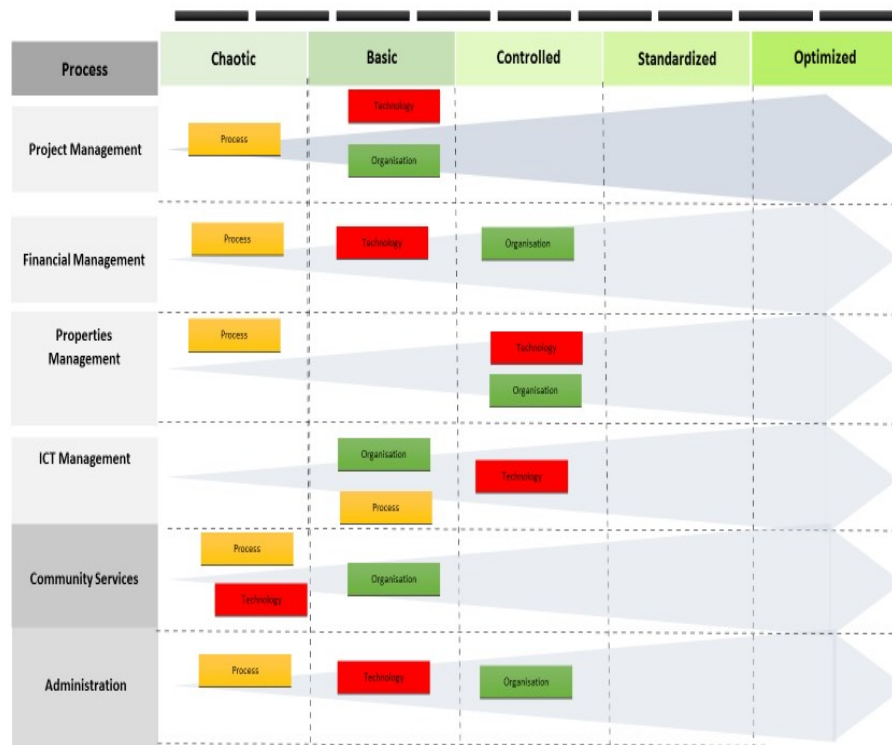 Process Chaotic Basic Controlled Standardized Optimized
Technology
Project Management Process
Organisation
Financial Management Process Technology Organisation
Process
Properties
Management
Technology
Organisation
ICT Management
Organisation
Technology
Process
Process
Community Services
Organisation
Technology
Administration
Process Technology Organisation